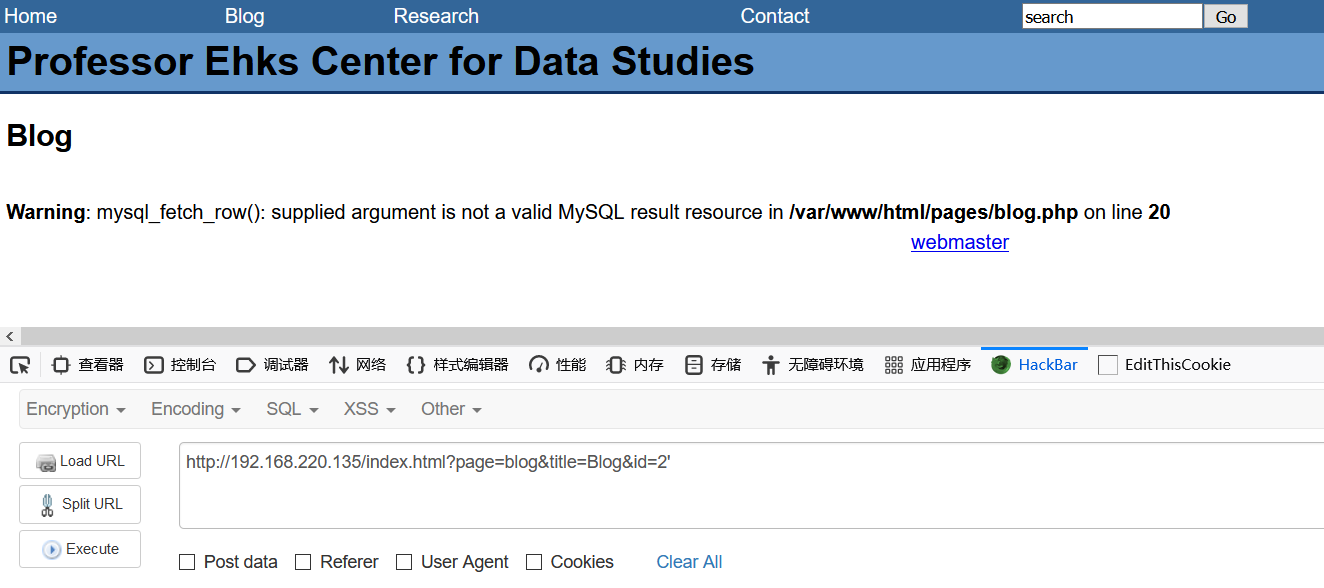 Home Blog Research Contact search Go
Professor Ehks Center for Data Studies
Blog
Warning: mysql_fetch_row(): supplied argument is not a valid MySQL result resource in /var/www/html/pages/blog.php on line 20
webmaster
查看器 控制台 调试器 网络 样式编辑器 性能 内存 存储 无障碍环境 应用程序 HackBar EditThisCookie
Encryption Encoding SQL XSS Other
Load URL http://192.168.220.135/index.html?page=blog&title=Blog&id=2'
Split URL
Execute
Post data Referer User Agent Cookies Clear All